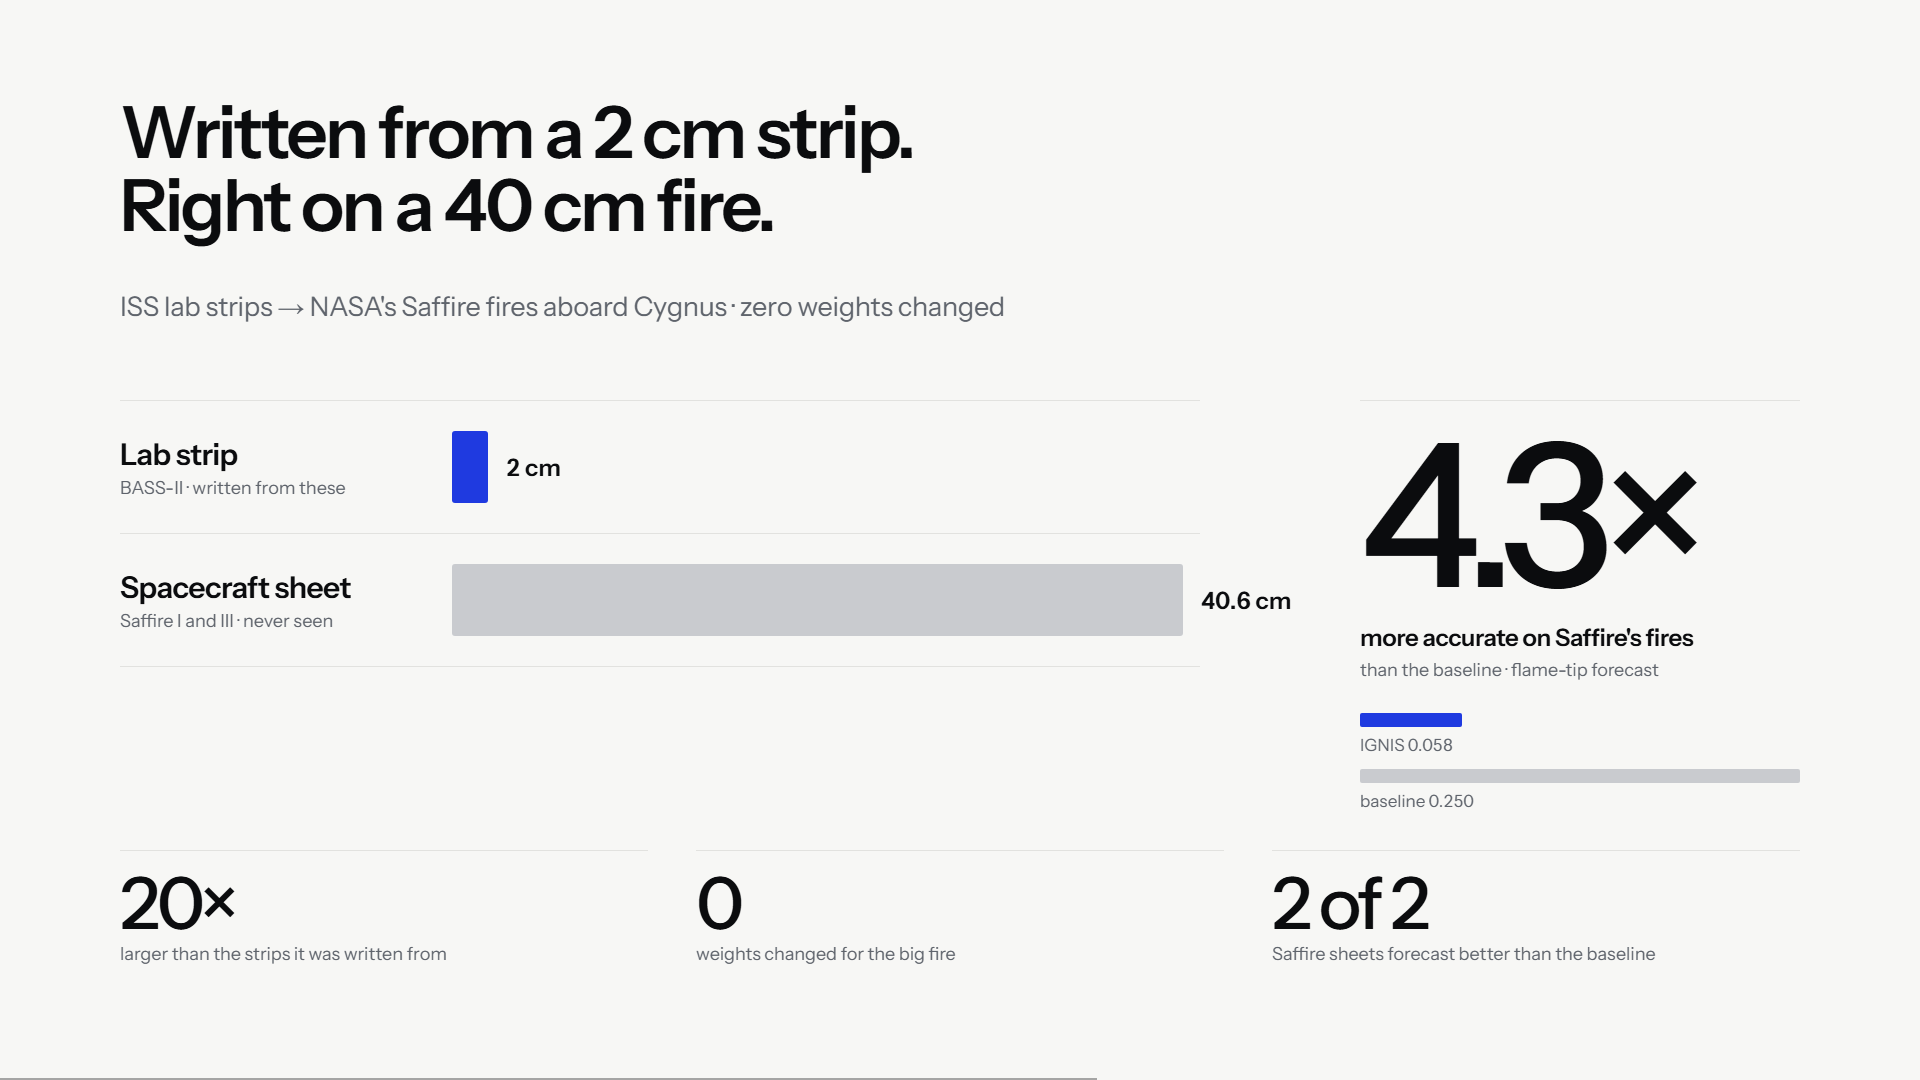 Written from a 2 cm strip.
Right on a 40 cm fire.
ISS lab strips → NASA's Saffire fires aboard Cygnus · zero weights changed
Lab strip
BASS-II · written from these
2 cm
Spacecraft sheet
Saffire I and III · never seen
40.6 cm
4.3×
more accurate on Saffire's fires
than the baseline · flame-tip forecast
IGNIS 0.058
baseline 0.250
20×
larger than the strips it was written from
0
weights changed for the big fire
2 of 2
Saffire sheets forecast better than the baseline